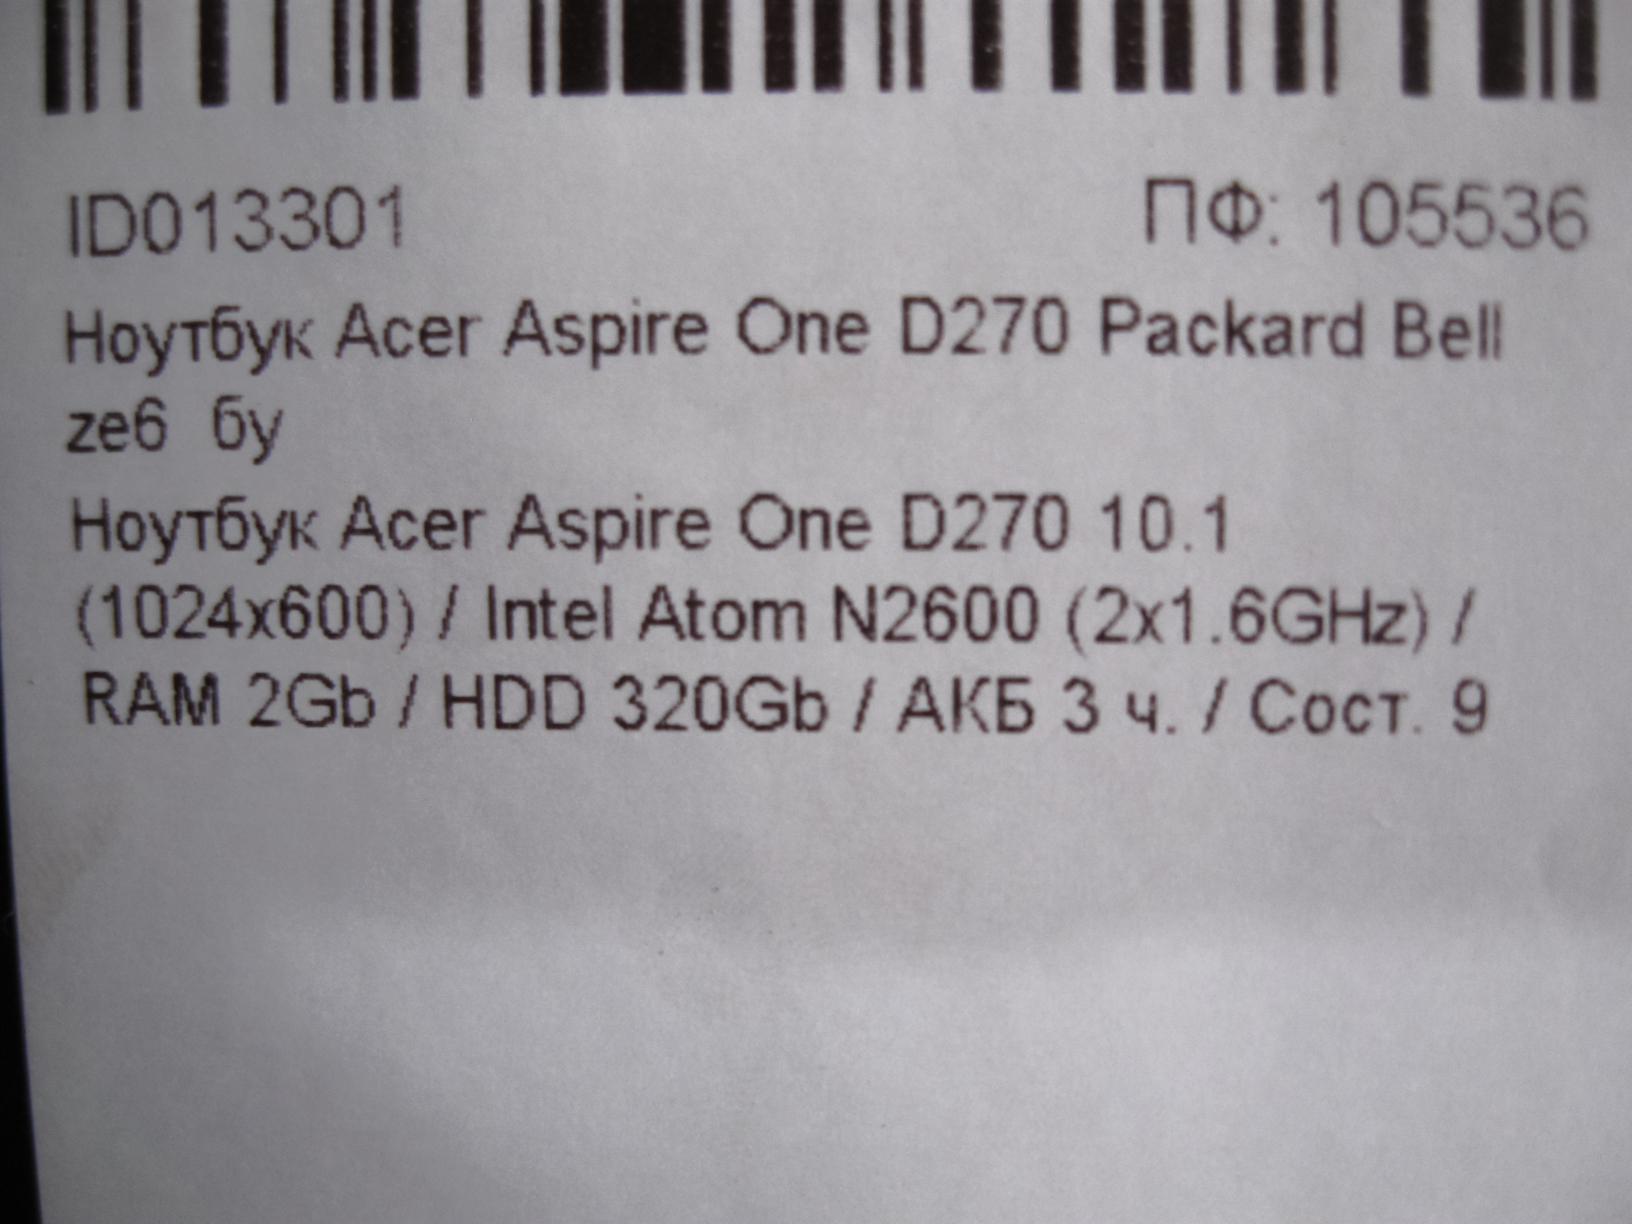 ID013301 ПФ: 105536
Ноутбук Acer Aspire One D270 Packard Bell
ze6 бу
Ноутбук Acer Aspire One D270 10.1
(1024x600) / Intel Atom N2600 (2x1.6GHz) /
RAM 2Gb / HDD 320Gb / АКБ 3 ч. / Сост. 9